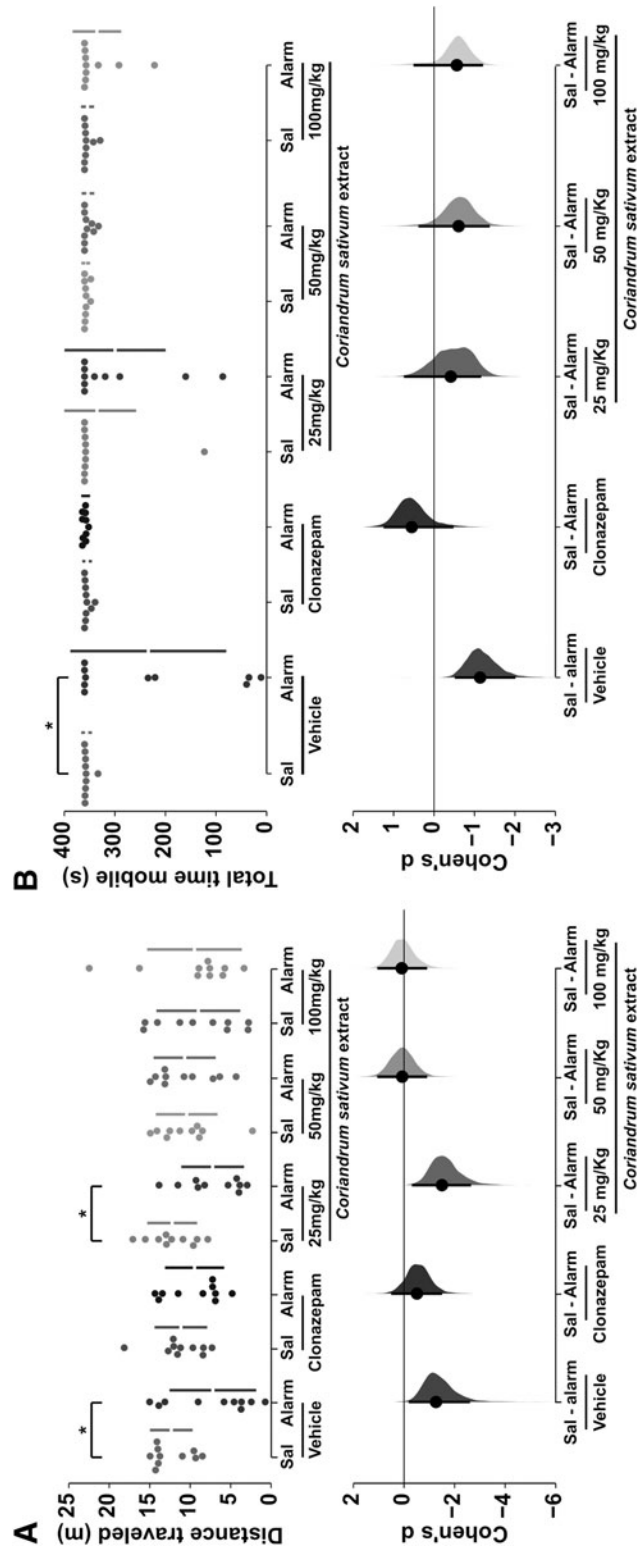 A
Distance traveled (m)
25
20
15
10
5
0
*
*
Sal Alarm Sal Alarm Sal Alarm Sal Alarm Sal Alarm
Vehicle Clonazepam 25mg/kg 50mg/kg 100mg/kg
Coriandrum sativum extract
Cohen's d
2
0
-2
-4
-6
Sal - alarm Sal - Alarm Sal - Alarm Sal - Alarm Sal - Alarm
Vehicle Clonazepam 25 mg/Kg 50 mg/Kg 100 mg/kg
Coriandrum sativum extract
B
Total time mobile (s)
400
300
200
100
0
*
Sal Alarm Sal Alarm Sal Alarm Sal Alarm Sal Alarm
Vehicle Clonazepam 25mg/kg 50mg/kg 100mg/kg
Coriandrum sativum extract
Cohen's d
2
1
0
-1
-2
-3
Sal - alarm Sal - Alarm Sal - Alarm Sal - Alarm Sal - Alarm
Vehicle Clonazepam 25 mg/Kg 50 mg/Kg 100 mg/kg
Coriandrum sativum extract